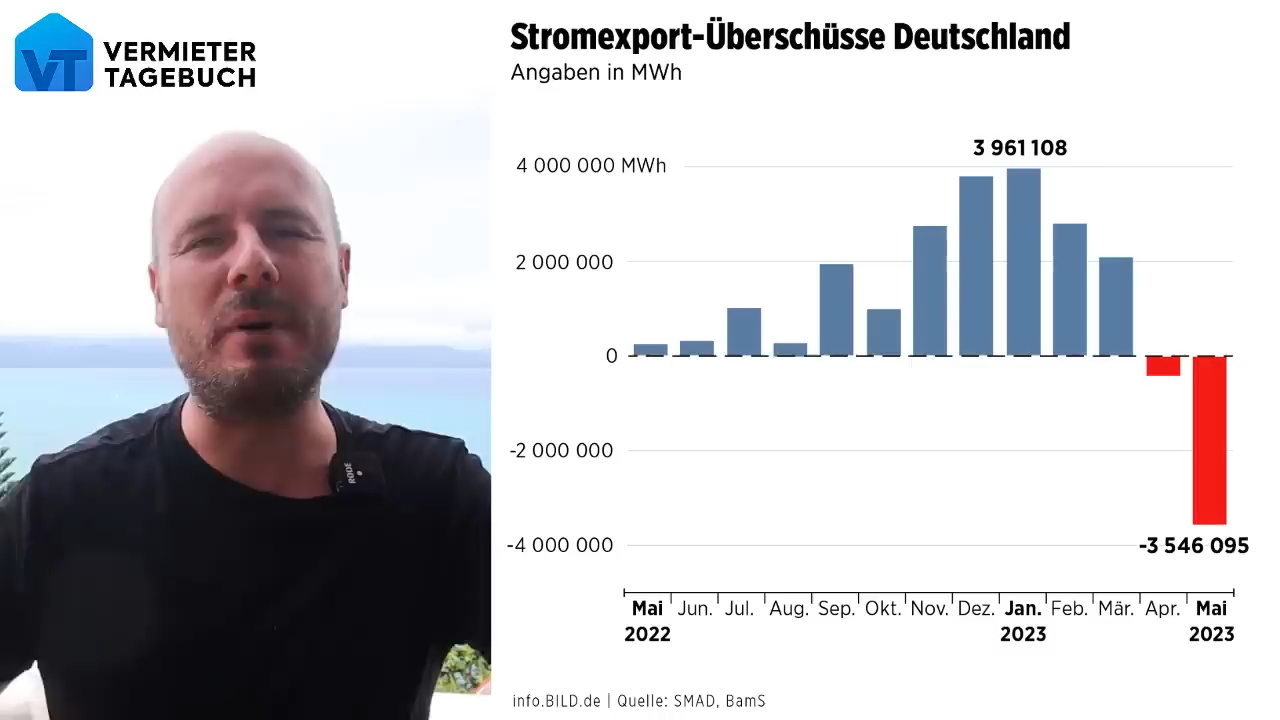 VERMIETER
TAGEBUCH
Stromexport-Überschüsse Deutschland
Angaben in MWh
3 961 108
4 000 000 MWh
2 000 000
0
-2 000 000
-4 000 000
-3 546 095
Mai Jun. Jul. Aug. Sep. Okt. Nov. Dez. Jan. Feb. Mär. Apr. Mai
2022 2023 2023
info.BILD.de | Quelle: SMAD, BamS
VT
RODE